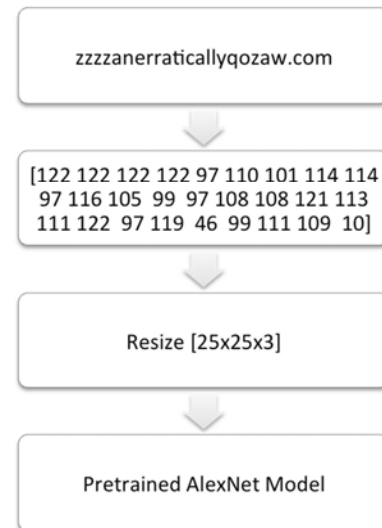 zzzzanerraticallyqozaw.com
[122 122 122 122 97 110 101 114 114
97 116 105 99 97 108 108 121 113
111 122 97 119 46 99 111 109 10]
Resize [25x25x3]
Pretrained AlexNet Model